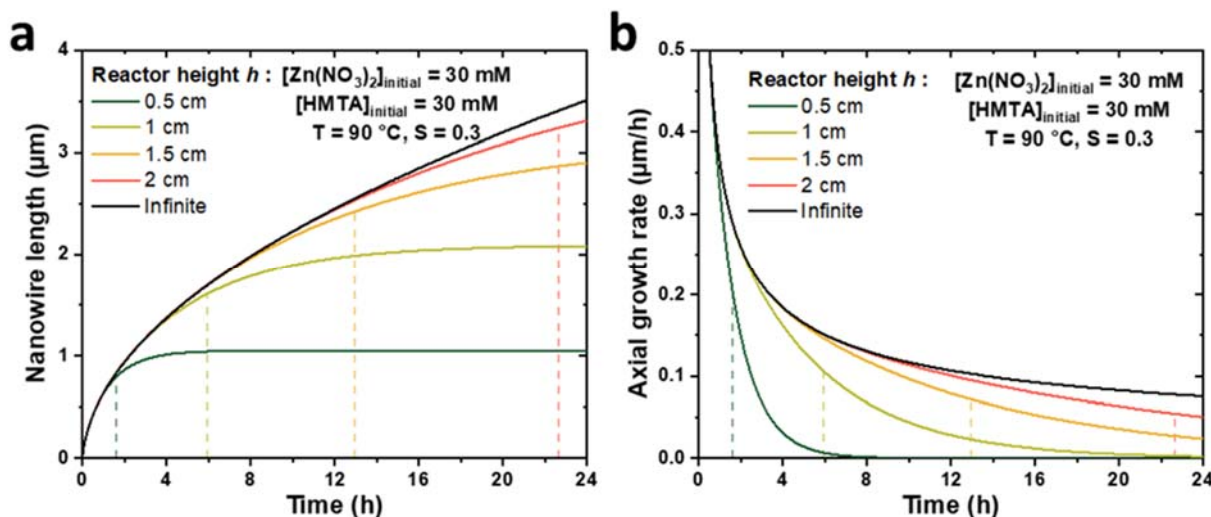 a
Nanowire length (µm)
4
3
2
1
0
Reactor height h : [Zn(NO3)2]initial = 30 mM
0.5 cm [HMTA]initial = 30 mM
1 cm T = 90 °C, S = 0.3
1.5 cm
2 cm
Infinite
0 4 8 12 16 20 24
Time (h)
b
Axial growth rate (µm/h)
0.5
0.4
0.3
0.2
0.1
0.0
Reactor height h : [Zn(NO3)2]initial = 30 mM
0.5 cm [HMTA]initial = 30 mM
1 cm T = 90 °C, S = 0.3
1.5 cm
2 cm
Infinite
0 4 8 12 16 20 24
Time (h)